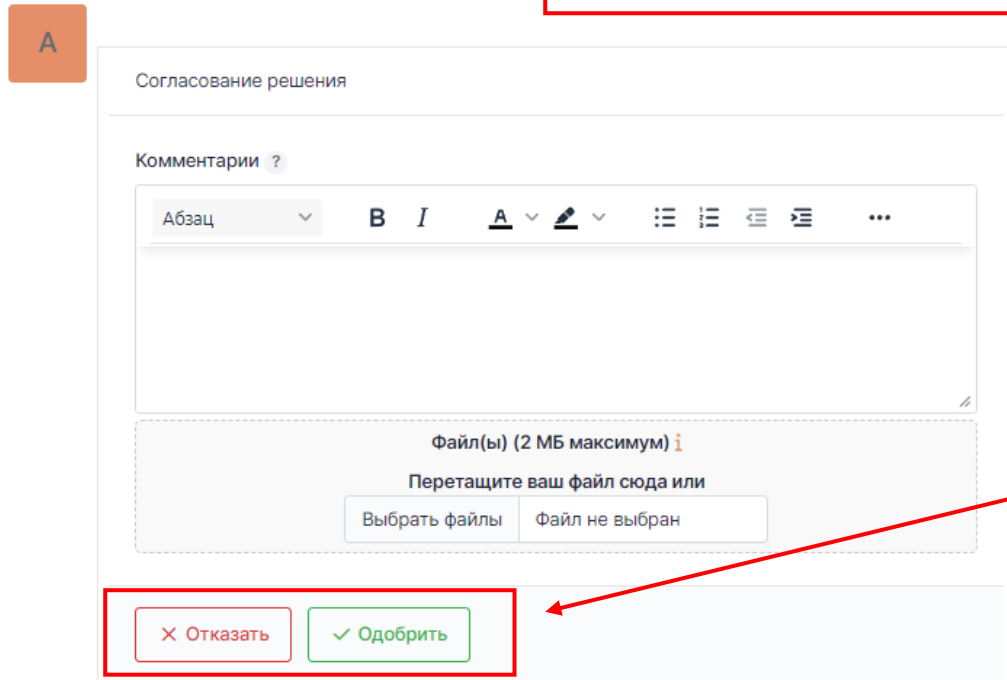 A
Согласование решения
Комментарии ?
Абзац B I A
Файл(ы) (2 МБ максимум) i
Перетащите ваш файл сюда или
Выбрать файлы Файл не выбран
Отказать Одобрить